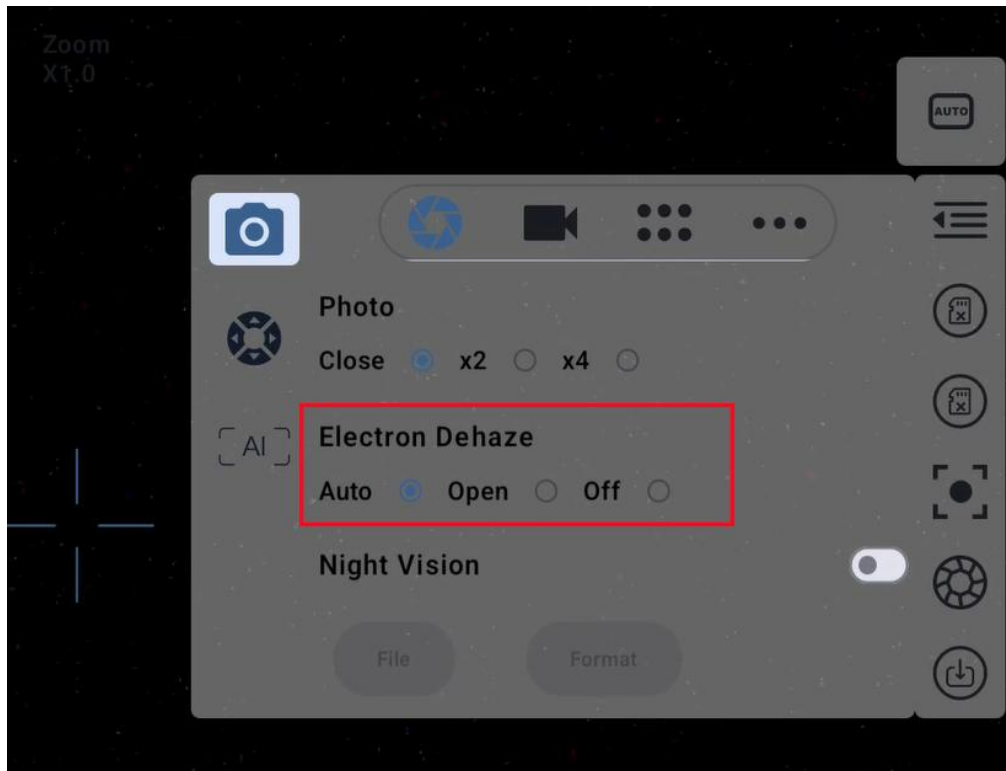 Zoom
X1.0
AUTO
Photo
Close x2 x4
AI
Electron Dehaze
Auto Open Off
Night Vision
File Format